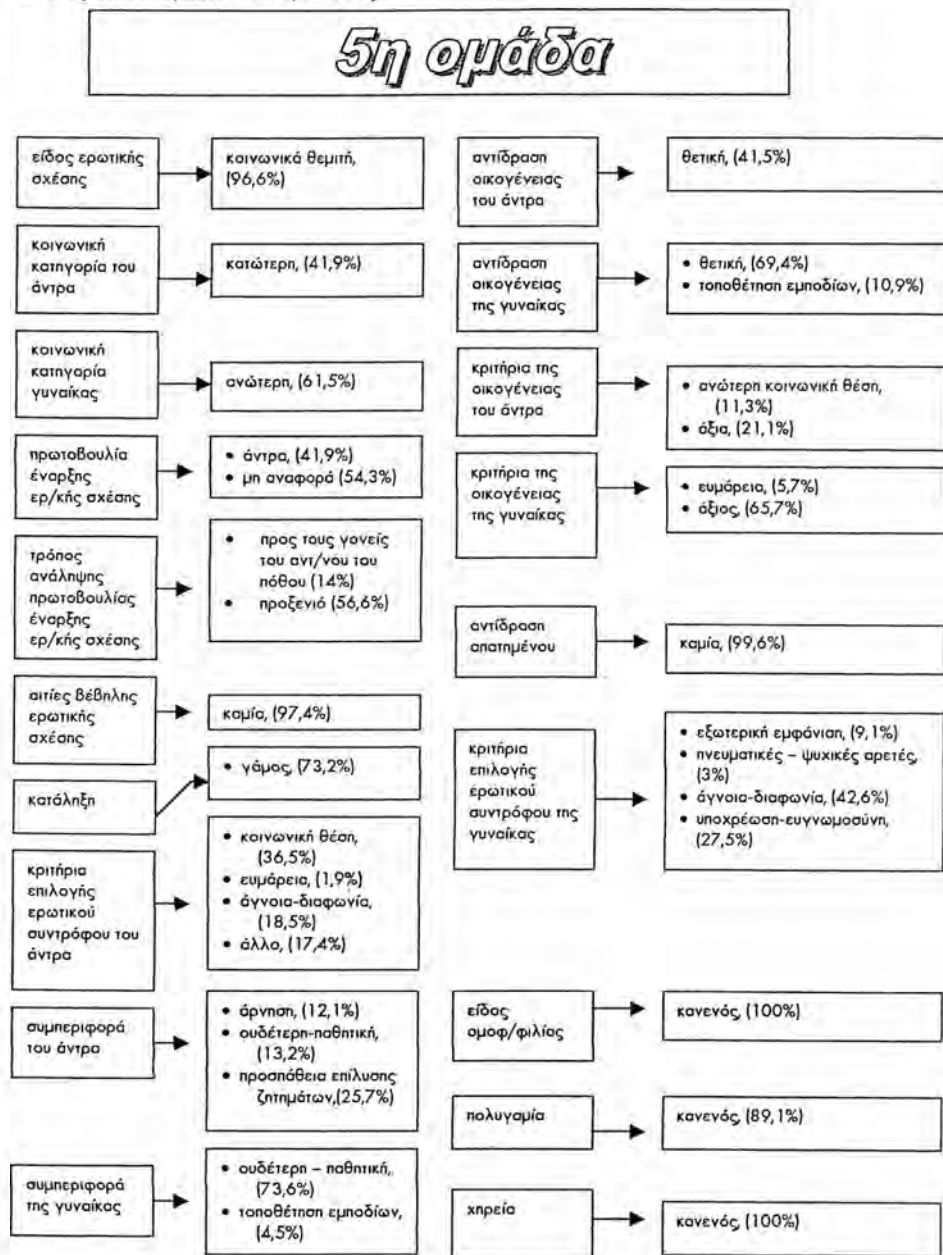 5η ομάδα
είδος ερωτικής
σχέσης
κοινωνικά θεμιτή,
(96,6%)
κοινωνική
κατηγορία του
άντρα
κατώτερη, (41,9%)
κοινωνική
κατηγορία
γυναίκας
ανώτερη, (61,5%)
πρωτοβουλία
έναρξης
ερ/κής σχέσης
• άντρα, (41,9%)
• μη αναφορά (54,3%)
τρόπος
ανάληψης
πρωτοβουλίας
έναρξης
ερ/κής σχέσης
• προς τους γονείς
του αντ/νου του
πόθου (14%)
• προξενιό (56,6%)
αιτίες βέβηλης
ερωτικής
σχέσης
καμία, (97,4%)
κατάληξη
• γάμος, (73,2%)
κριτήρια
επιλογής
ερωτικού
συντρόφου του
άντρα
• κοινωνική θέση,
(36,5%)
• ευμάρεια, (1,9%)
• άγνοια-διαφωνία,
(18,5%)
• άλλο, (17,4%)
συμπεριφορά
του άντρα
• άρνηση, (12,1%)
• ουδέτερη-παθητική,
(13,2%)
• προσπάθεια επίλυσης
ζητημάτων,(25,7%)
συμπεριφορά
της γυναίκας
• ουδέτερη – παθητική,
(73,6%)
• τοποθέτηση εμποδίων,
(4,5%)
αντίδραση
οικογένειας
του άντρα
θετική, (41,5%)
αντίδραση
οικογένειας
της γυναίκας
• θετική, (69,4%)
• τοποθέτηση εμποδίων, (10,9%)
κριτήρια της
οικογένειας
του άντρα
• ανώτερη κοινωνική θέση,
(11,3%)
• άξια, (21,1%)
κριτήρια της
οικογένειας
της γυναίκας
• ευμάρεια, (5,7%)
• άξιος, (65,7%)
αντίδραση
απατημένου
καμία, (99,6%)
κριτήρια
επιλογής
ερωτικού
συντρόφου της
γυναίκας
• εξωτερική εμφάνιση, (9,1%)
• πνευματικές – ψυχικές αρετές,
(3%)
• άγνοια-διαφωνία, (42,6%)
• υποχρέωση-ευγνωμοσύνη,
(27,5%)
είδος
ομοφ/φιλίας
κανενός, (100%)
πολυγαμία
κανενός, (89,1%)
χηρεία
κανενός, (100%)